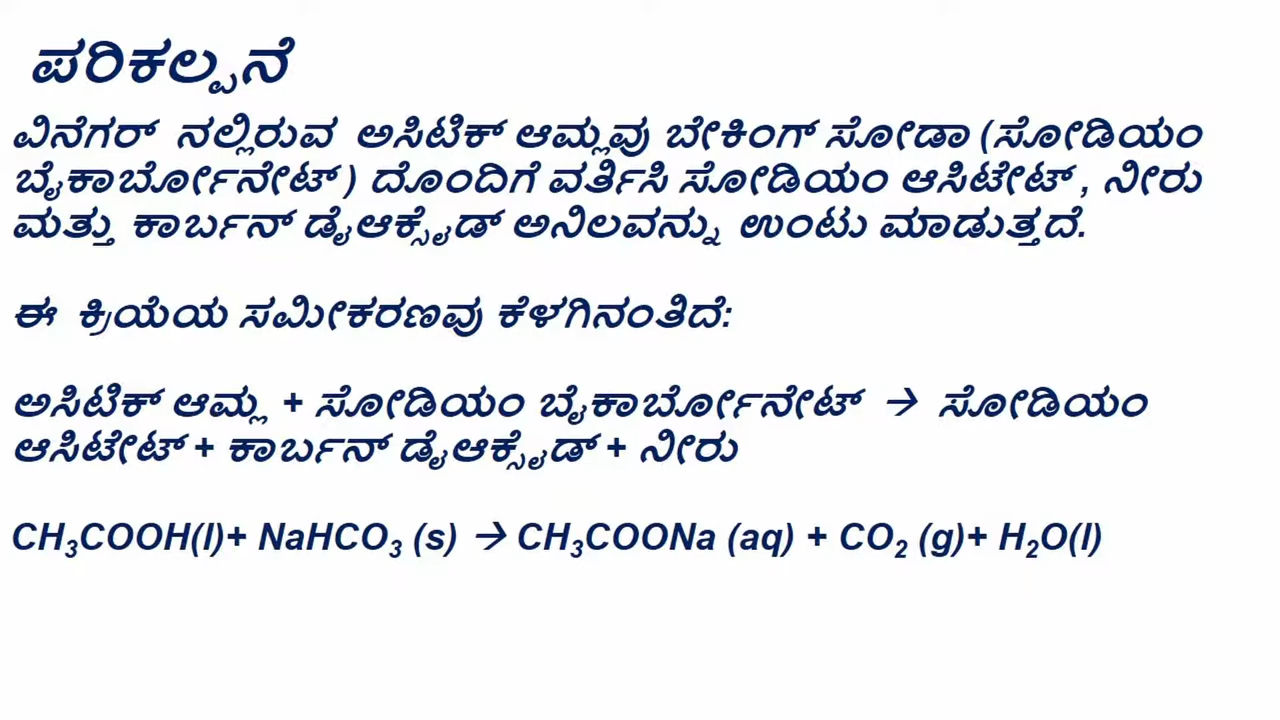 ಪರಿಕಲ್ಪನೆ
ವಿನೆಗರ್ ನಲ್ಲಿರುವ ಅಸಿಟಿಕ್ ಆಮ್ಲವು ಬೇಕಿಂಗ್ ಸೋಡಾ (ಸೋಡಿಯಂ
ಬೈಕಾರ್ಬೋನೇಟ್ ) ದೊಂದಿಗೆ ವರ್ತಿಸಿ ಸೋಡಿಯಂ ಆಸಿಟೇಟ್ , ನೀರು
ಮತ್ತು ಕಾರ್ಬನ್ ಡೈಆಕ್ಸೈಡ್ ಅನಿಲವನ್ನು ಉಂಟು ಮಾಡುತ್ತದೆ.
ಈ ಕ್ರಿಯೆಯ ಸಮೀಕರಣವು ಕೆಳಗಿನಂತಿದೆ:
ಅಸಿಟಿಕ್ ಆಮ್ಲ + ಸೋಡಿಯಂ ಬೈಕಾರ್ಬೋನೇಟ್ → ಸೋಡಿಯಂ
ಆಸಿಟೇಟ್ + ಕಾರ್ಬನ್ ಡೈಆಕ್ಸೈಡ್ + ನೀರು
CH₃COOH(l)+ NaHCO₃ (s) → CH₃COONa (aq) + CO₂ (g)+ H₂O(l)